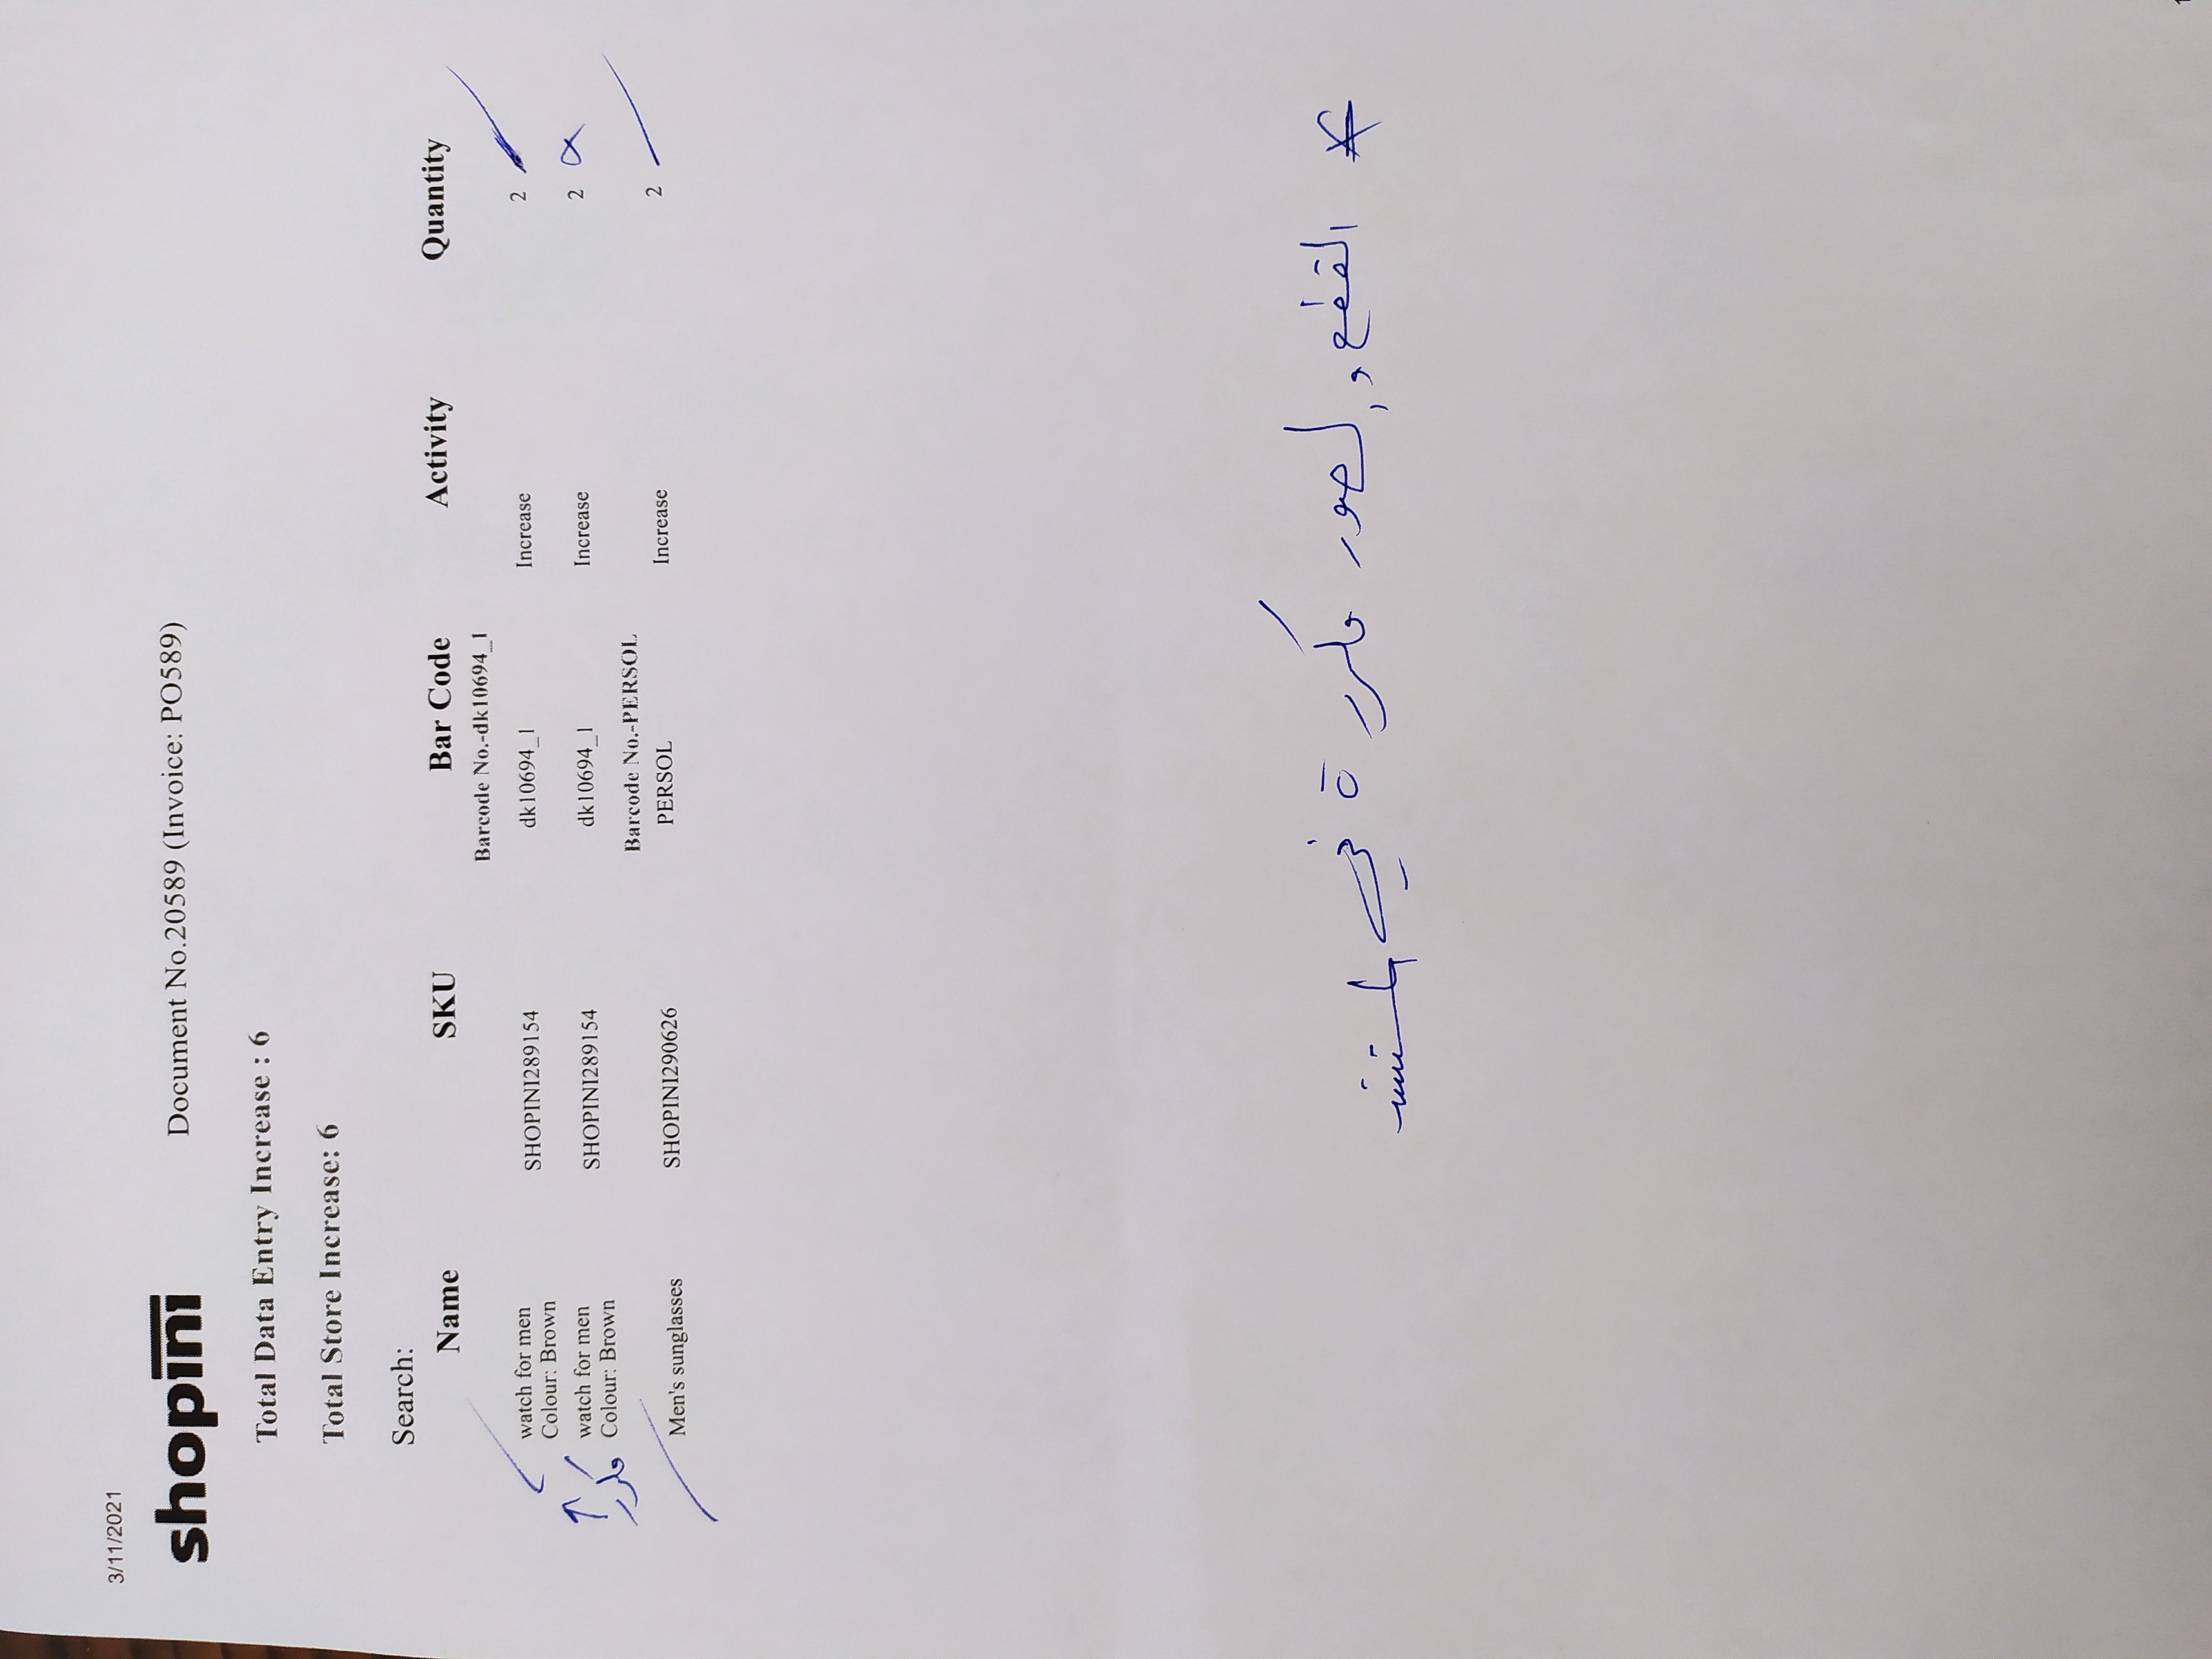 3/11/2021
shopini
Document No.20589 (Invoice: PO589)
Total Data Entry Increase : 6
Total Store Increase: 6
Search:
Name SKU Bar Code Activity Quantity
Barcode No.-dk10694_1
watch for men
Colour: Brown SHOPINI289154 dk10694_1 Increase 2
مكرر
watch for men
Colour: Brown SHOPINI289154 dk10694_1 Increase 2
Barcode No.-PERSOL
Men's sunglasses SHOPINI290626 PERSOL Increase 2
* القطع والصور مكررة في المستند
1